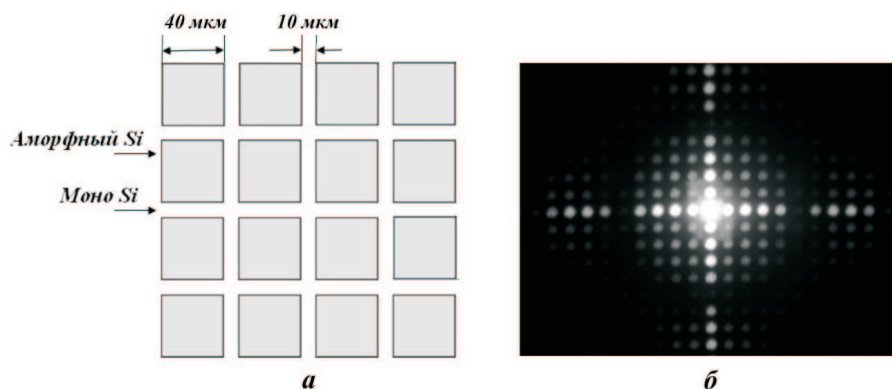 40 мкм
10 мкм
Аморфный Si
Моно Si
а
б